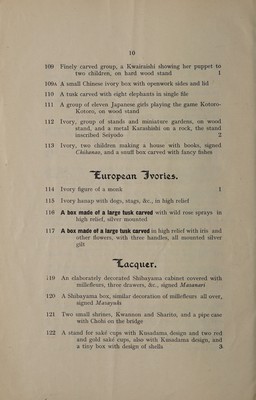 10
109 Finely carved group, a Kwairaishi showing her puppet to
two children, on hard wood stand 1
109A A small Chinese ivory box with openwork sides and lid
110 A tusk carved with eight elephants in single file
111 A group of eleven Japanese girls playing the game Kotoro-
Kotoro, on wood stand
112 Ivory, group of stands and miniature gardens, on wood
stand, and a metal Karashishi on a rock, the stand
inscribed Seiyodo 2
113 Ivory, two children making a house with books, signed
Chikusan, and a snuff box carved with fancy fishes
European Ivories.
114 Ivory figure of a monk 1
115 Ivory hanap with dogs, stags, &c., in high relief
116 A box made of a large tusk carved with wild rose sprays in
high relief, silver mounted
117 A box made of a large tusk carved in high relief with iris and
other flowers, with three handles, all mounted silver
gilt
Lacquer.
119 An elaborately decorated Shibayama cabinet covered with
millefleurs, three drawers, &c., signed Masanari
120 A Shibayama box, similar decoration of millefleurs all over,
signed Masayuki
121 Two small shrines, Kwannon and Sharito, and a pipe case
with Chohi on the bridge
122 A stand for saké cups with Kusudama design and two red
and gold saké cups, also with Kusudama design, and
a tiny box with design of shells 3